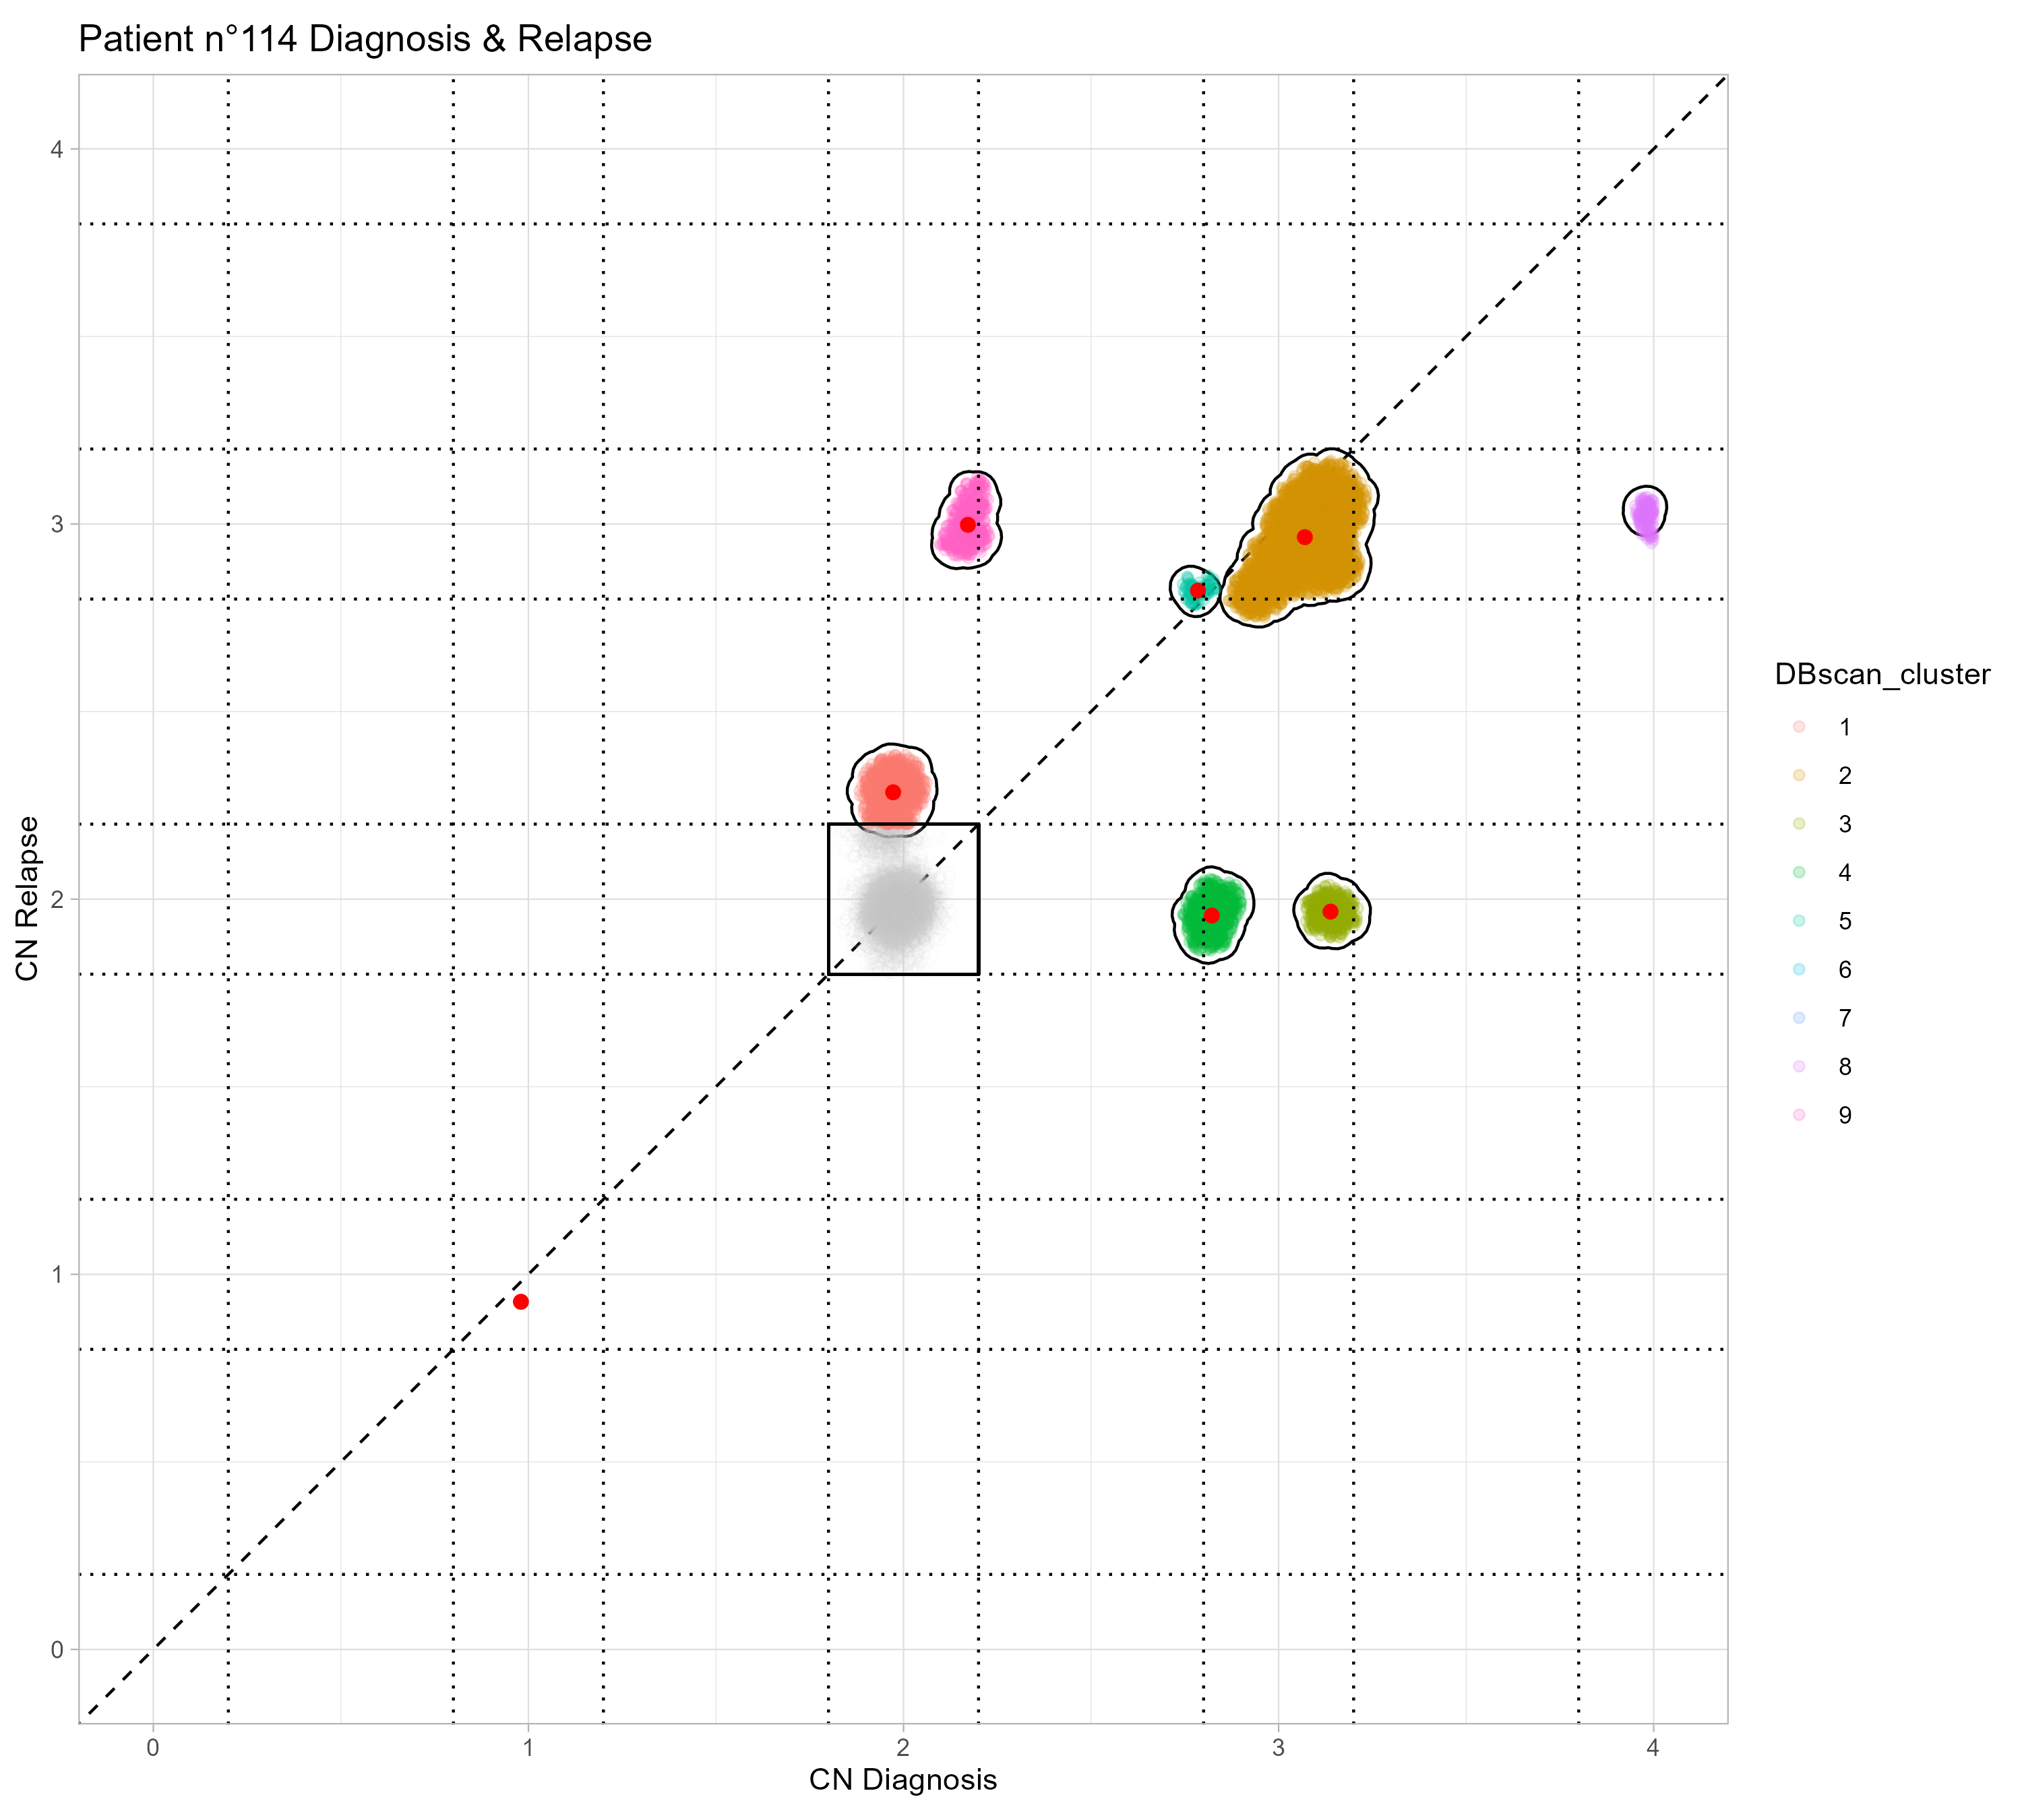 Patient n°114 Diagnosis & Relapse
4
3
2
1
0
CN Relapse
0 1 2 3 4
CN Diagnosis
DBscan_cluster
1
2
3
4
5
6
7
8
9